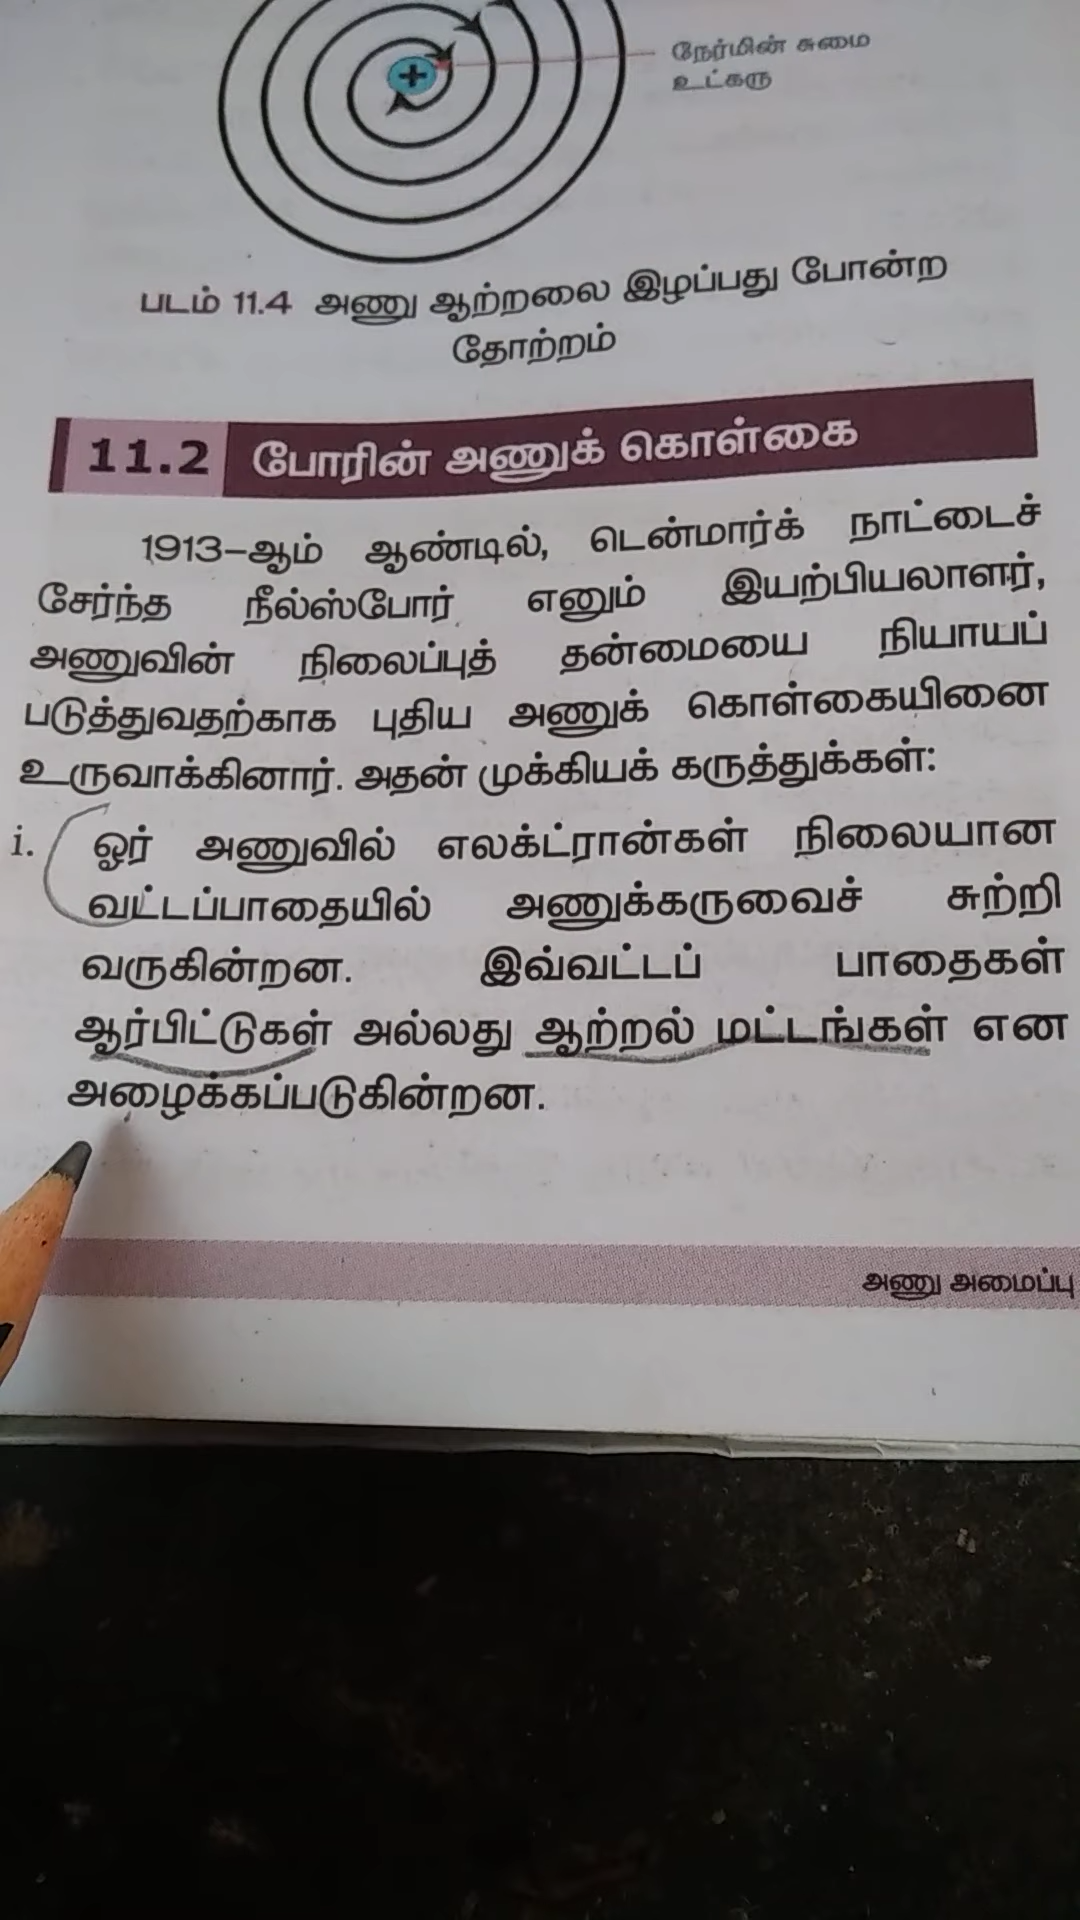 +
நேர்மின் சுமை
உட்கரு
படம் 11.4 அணு ஆற்றலை இழப்பது போன்ற
தோற்றம்
11.2 போரின் அணுக் கொள்கை
1913–ஆம் ஆண்டில், டென்மார்க் நாட்டைச்
சேர்ந்த நீல்ஸ்போர் எனும் இயற்பியலாளர்,
அணுவின் நிலைப்புத் தன்மையை நியாயப்
படுத்துவதற்காக புதிய அணுக் கொள்கையினை
உருவாக்கினார். அதன் முக்கியக் கருத்துக்கள்:
i. ஓர் அணுவில் எலக்ட்ரான்கள் நிலையான
வட்டப்பாதையில் அணுக்கருவைச் சுற்றி
வருகின்றன. இவ்வட்டப் பாதைகள்
ஆர்பிட்டுகள் அல்லது ஆற்றல் மட்டங்கள் என
அழைக்கப்படுகின்றன.
அணு அமைப்பு